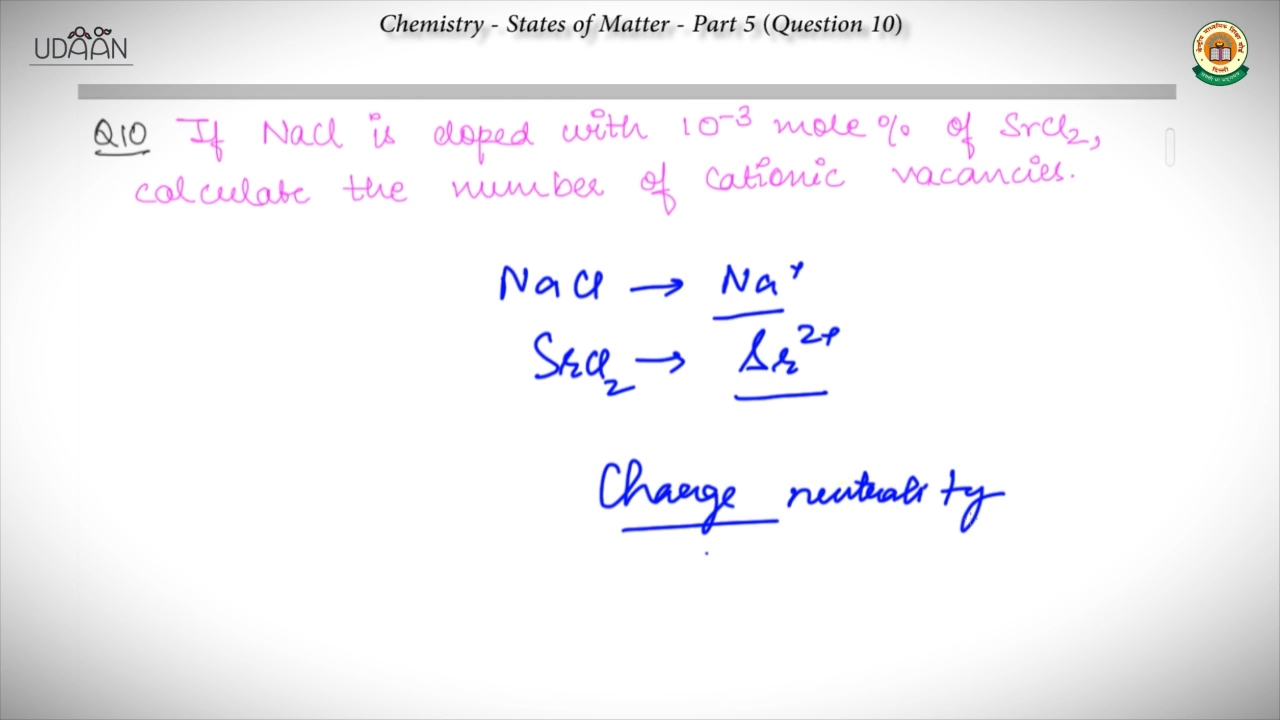 Chemistry - States of Matter - Part 5 (Question 10)
UDAAN
Q10 If NaCl is doped with 10⁻³ mole % of SrCl₂,
calculate the number of cationic vacancies.
NaCl → Na⁺
SrCl₂ → Sr²⁺
Charge neutrality